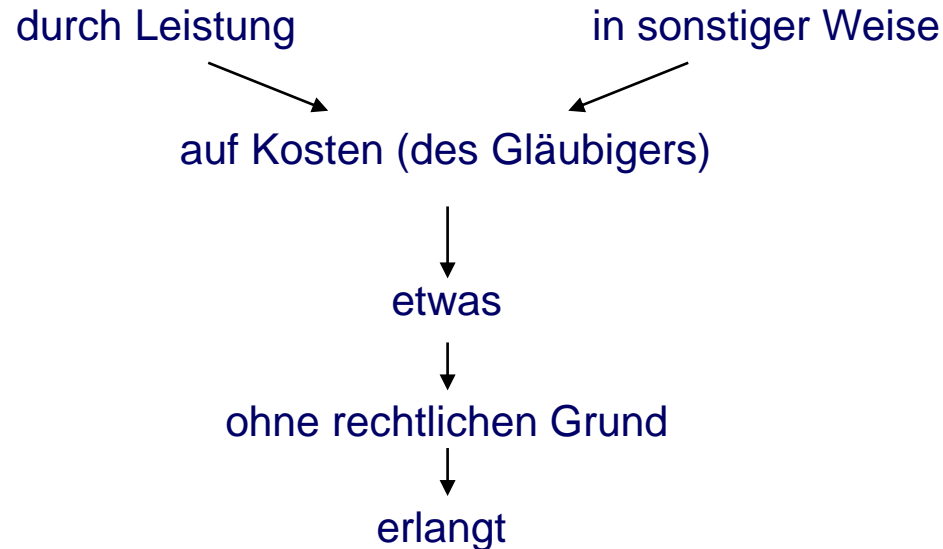 durch Leistung
in sonstiger Weise
auf Kosten (des Gläubigers)
etwas
ohne rechtlichen Grund
erlangt